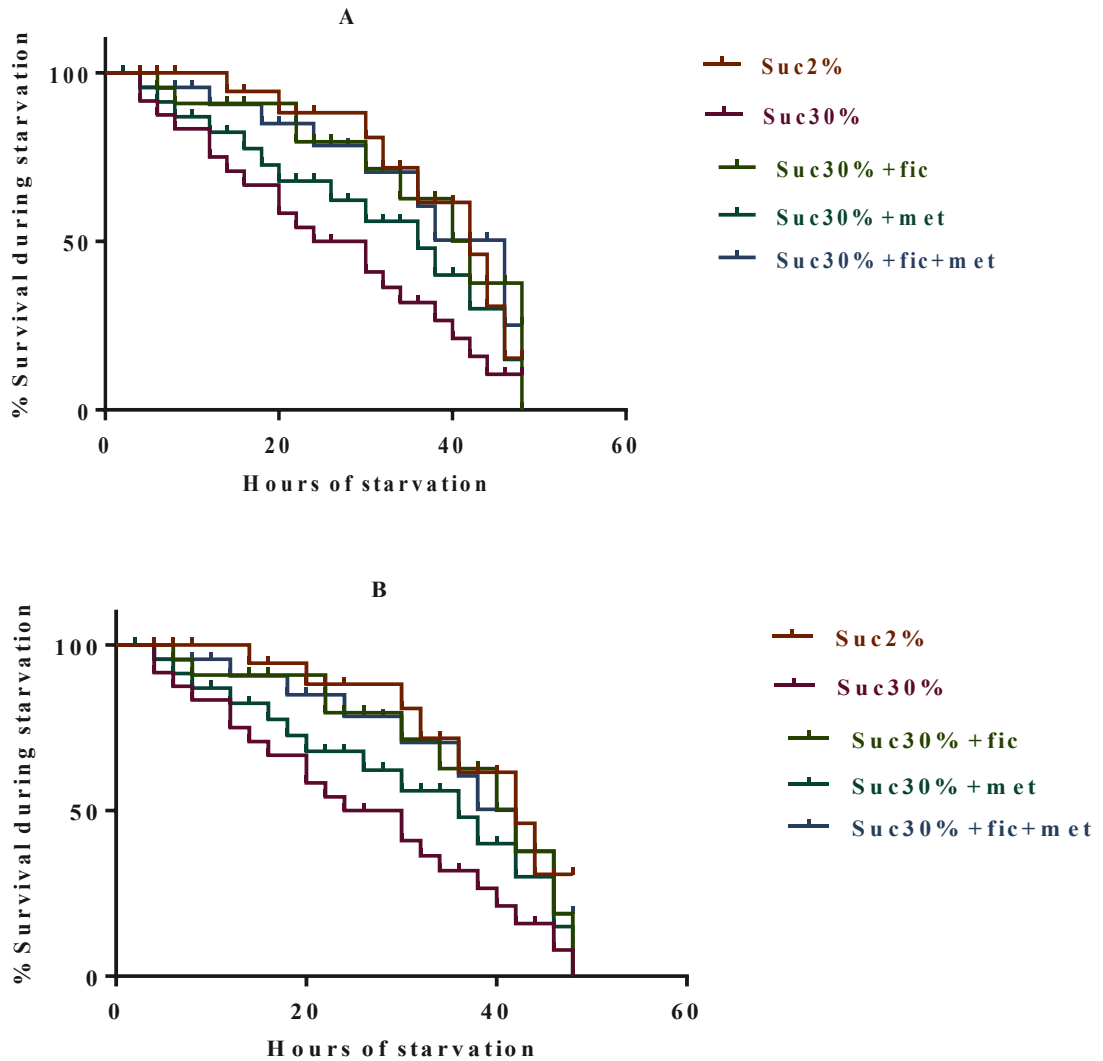 A
% Survival during starvation
100
50
0
0 20 40 60
Hours of starvation
Suc2%
Suc30%
Suc30% +fic
Suc30% +met
Suc30% +fic+met
B
% Survival during starvation
100
50
0
0 20 40 60
Hours of starvation
Suc2%
Suc30%
Suc30% +fic
Suc30% +met
Suc30% +fic+met